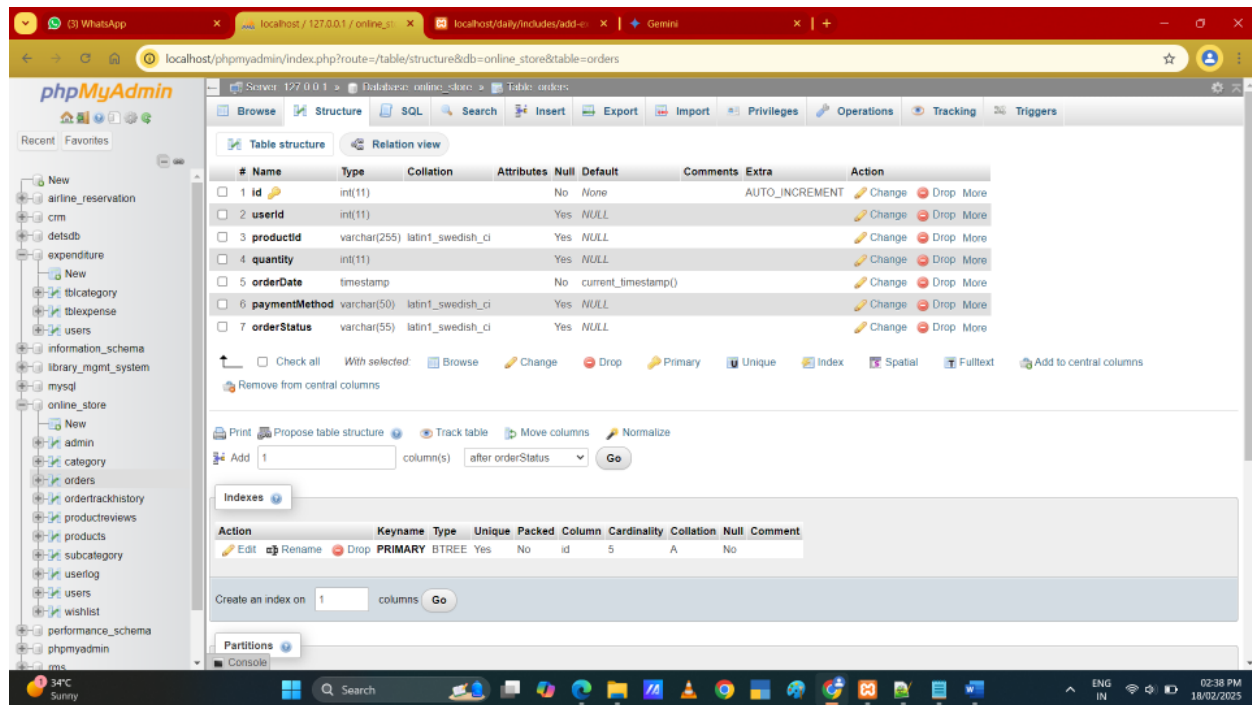 (3) WhatsApp
localhost / 127.0.0.1 / online_st
localhost/daily/includes/add-e
Gemini
localhost/phpmyadmin/index.php?route=/table/structure&db=online_store&table=orders
phpMyAdmin
Recent Favorites
New
airline_reservation
crm
detsdb
expenditure
New
tblcategory
tblexpense
users
information_schema
library_mgmt_system
mysql
online_store
New
admin
category
orders
ordertrackhistory
productreviews
products
subcategory
userlog
users
wishlist
performance_schema
phpmyadmin
rms
Server: 127.0.0.1 » Database: online_store » Table: orders
Browse Structure SQL Search Insert Export Import Privileges Operations Tracking Triggers
Table structure Relation view
# Name Type Collation Attributes Null Default Comments Extra Action
1 id int(11) No None AUTO_INCREMENT Change Drop More
2 userId int(11) Yes NULL Change Drop More
3 productId varchar(255) latin1_swedish_ci Yes NULL Change Drop More
4 quantity int(11) Yes NULL Change Drop More
5 orderDate timestamp No current_timestamp() Change Drop More
6 paymentMethod varchar(50) latin1_swedish_ci Yes NULL Change Drop More
7 orderStatus varchar(55) latin1_swedish_ci Yes NULL Change Drop More
Check all With selected: Browse Change Drop Primary Unique Index Spatial Fulltext Add to central columns
Remove from central columns
Print Propose table structure Track table Move columns Normalize
Add 1 column(s) after orderStatus Go
Indexes
Action Keyname Type Unique Packed Column Cardinality Collation Null Comment
Edit Rename Drop PRIMARY BTREE Yes No id 5 A No
Create an index on 1 columns Go
Partitions
Console
1 34°C
Sunny
Search
ENG
IN
02:38 PM
18/02/2025